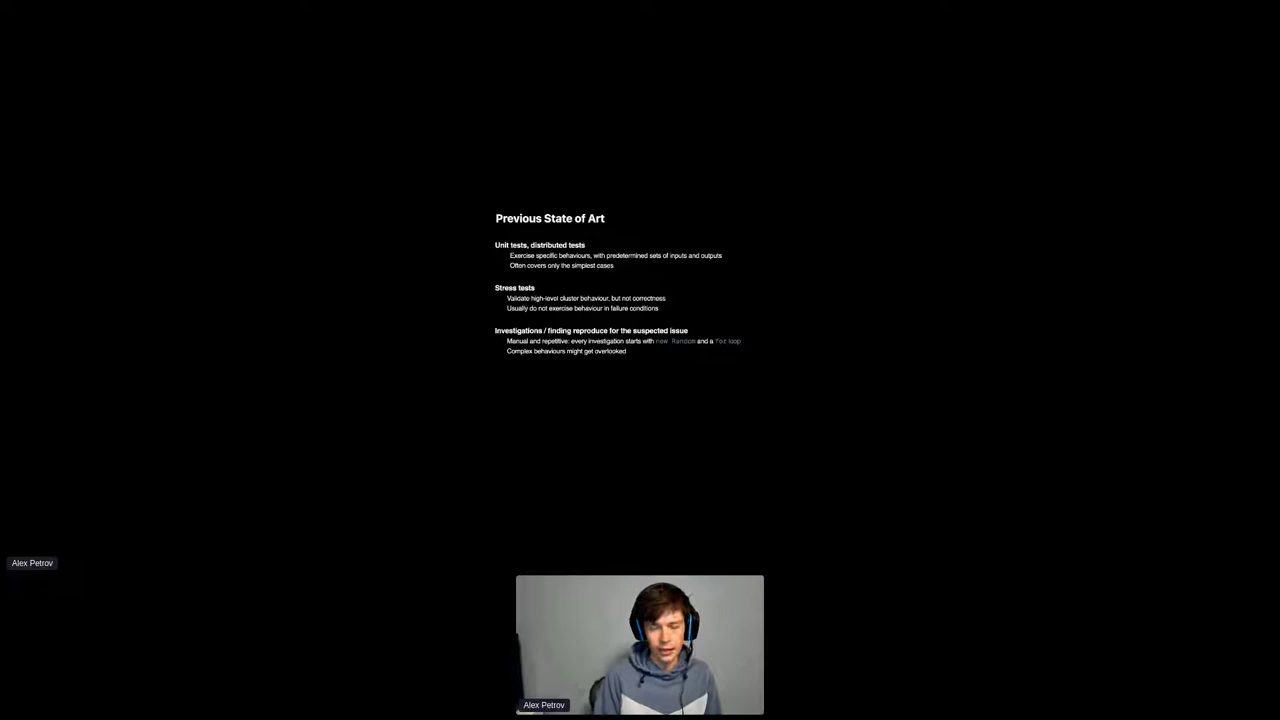 Previous State of Art
Unit tests, distributed tests
Exercise specific behaviours, with predetermined sets of inputs and outputs
Often covers only the simplest cases
Stress tests
Validate high-level cluster behaviour, but not correctness
Usually do not exercise behaviour in failure conditions
Investigations / finding reproduce for the suspected issue
Manual and repetitive: every investigation starts with new Random and a for loop
Complex behaviours might get overlooked
Alex Petrov
Alex Petrov